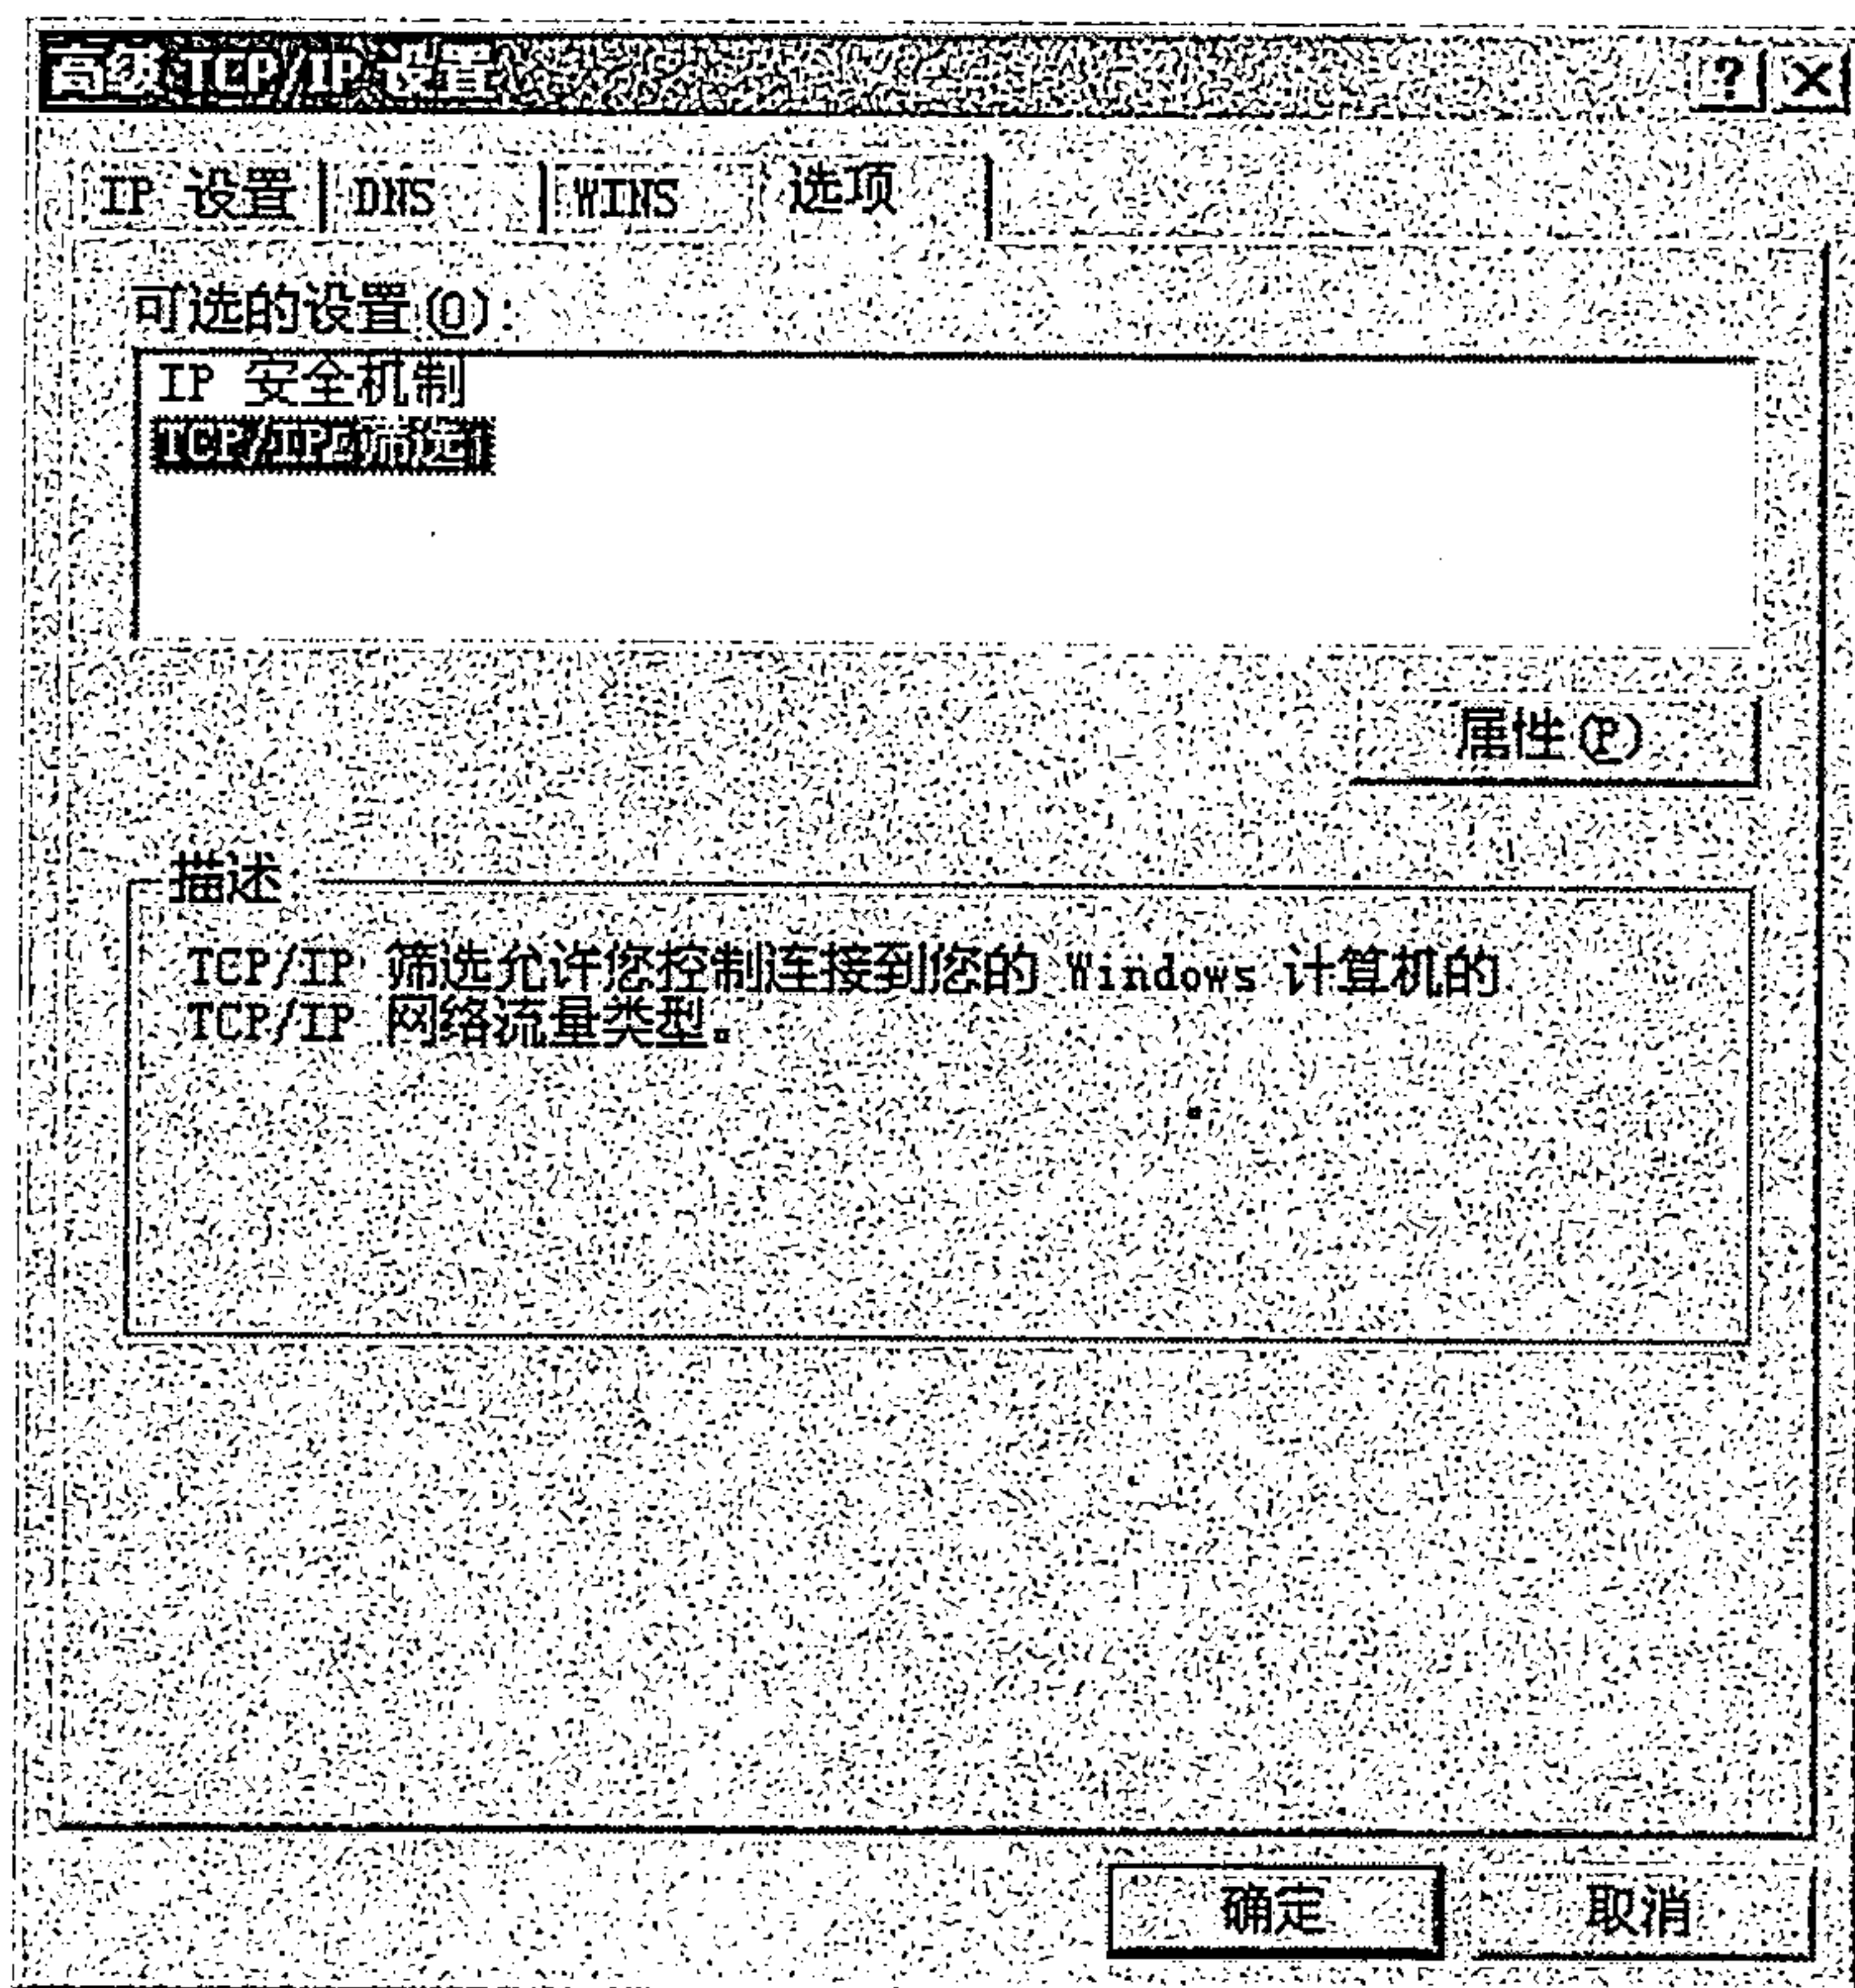 高级 TCP/IP 设置
IP 设置 DNS WINS 选项
可选的设置(O):
IP 安全机制
TCP/IP 筛选
属性(P)
描述
TCP/IP 筛选允许您控制连接到您的 Windows 计算机的
TCP/IP 网络流量类型。
确定 取消